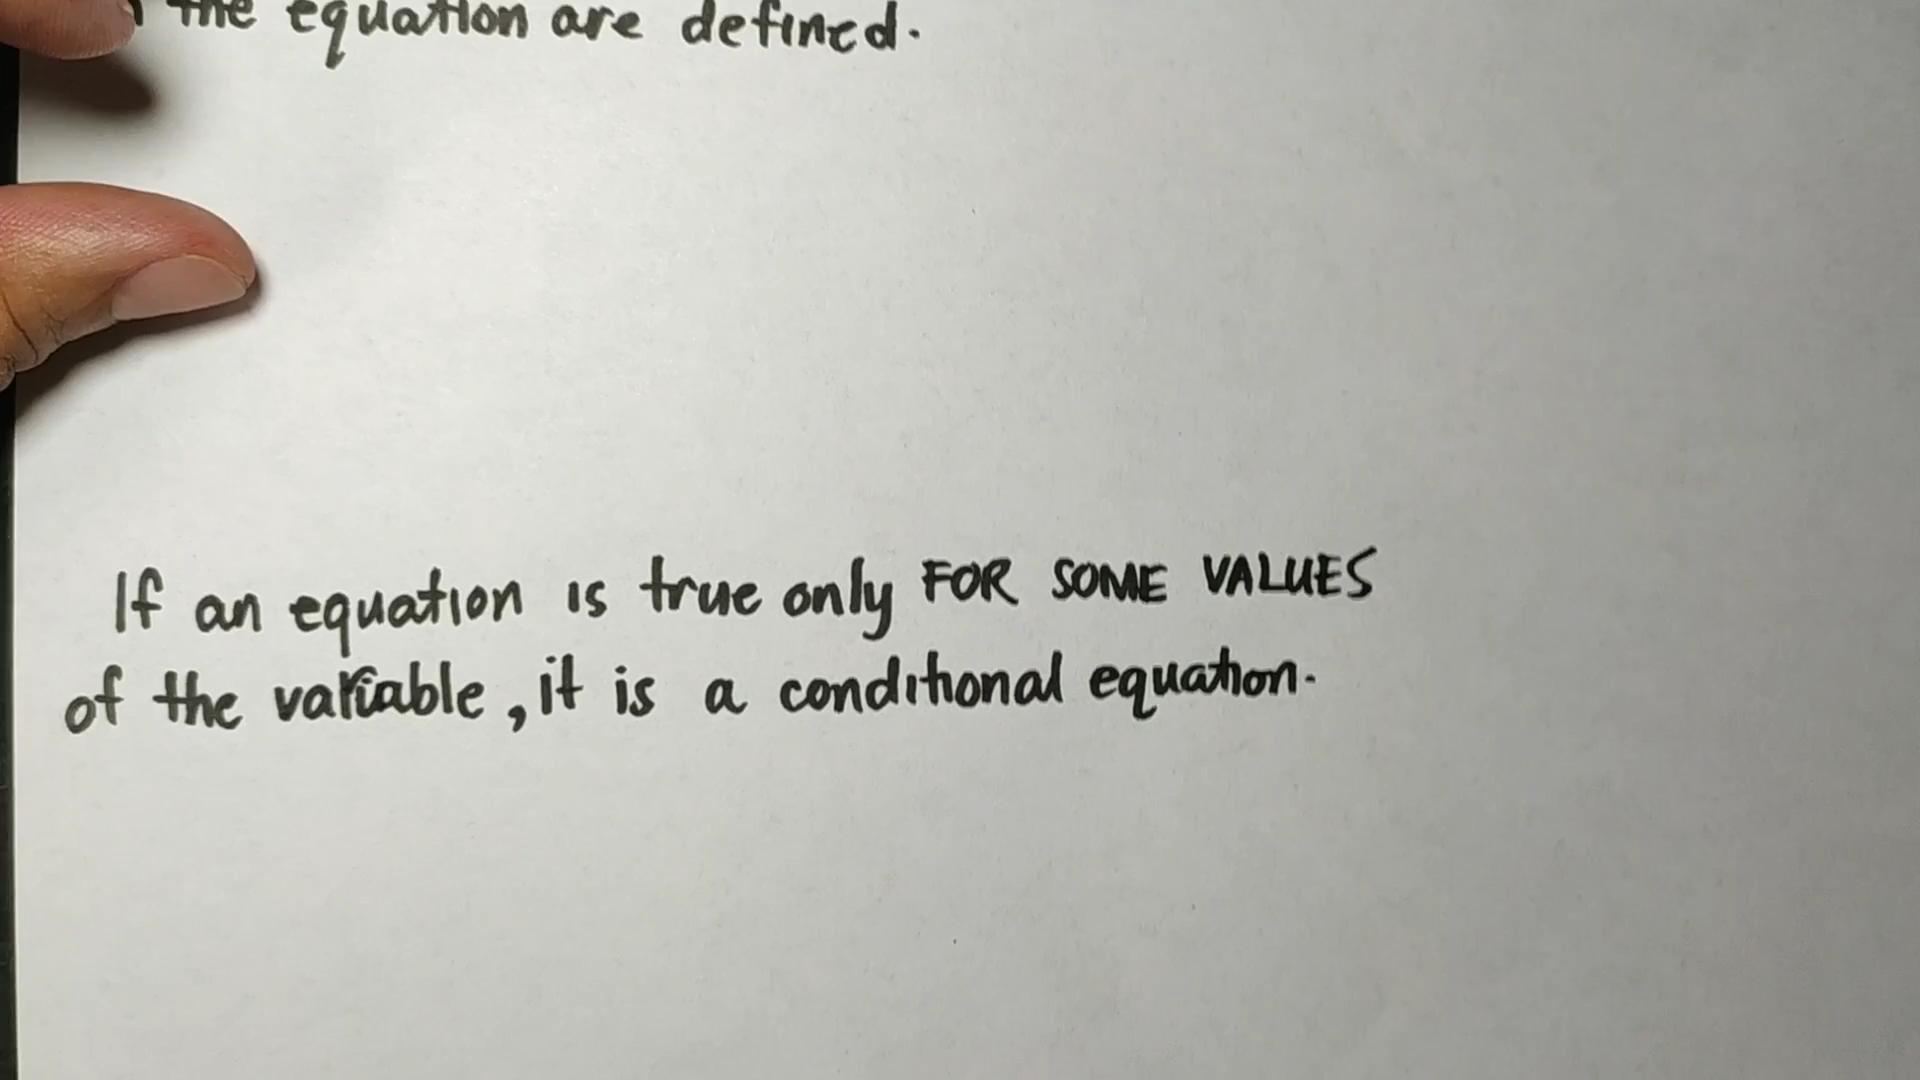 the equation are defined.
If an equation is true only FOR SOME VALUES
of the variable, it is a conditional equation.